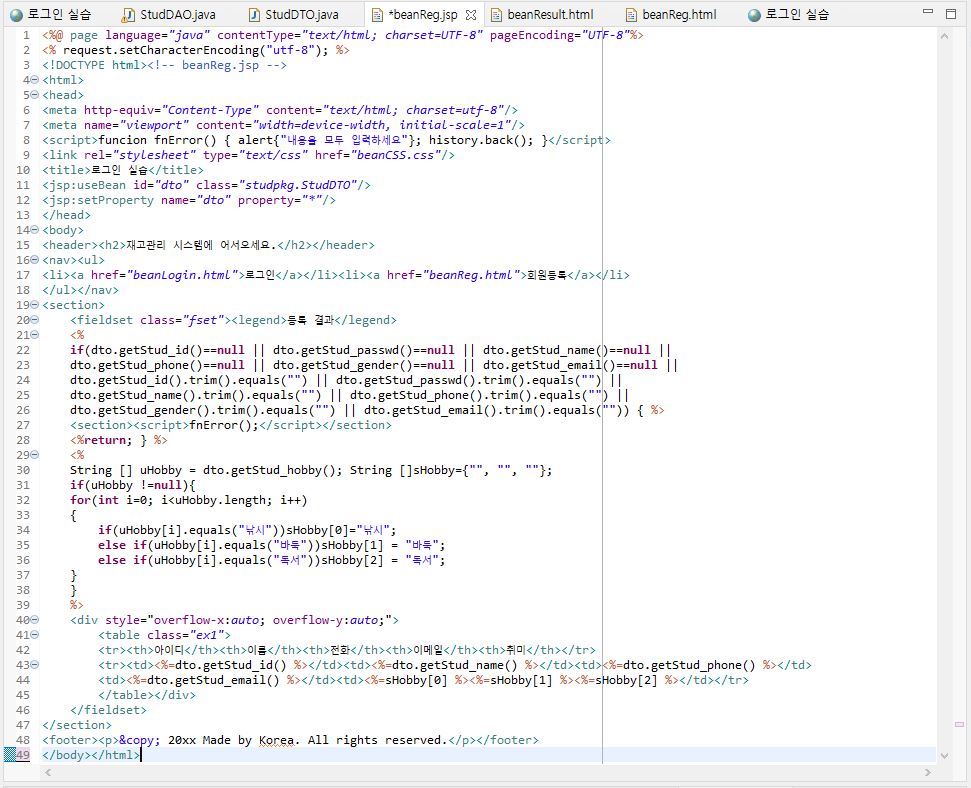 로그인 실습 StudDAO.java StudDTO.java *beanReg.jsp beanResult.html beanReg.html 로그인 실습
1 <%@ page language="java" contentType="text/html; charset=UTF-8" pageEncoding="UTF-8"%>
2 <% request.setCharacterEncoding("utf-8"); %>
3 <!DOCTYPE html><!-- beanReg.jsp -->
4 <html>
5 <head>
6 <meta http-equiv="Content-Type" content="text/html; charset=utf-8"/>
7 <meta name="viewport" content="width=device-width, initial-scale=1"/>
8 <script>funcion fnError() { alert{"내용을 모두 입력하세요"}; history.back(); }</script>
9 <link rel="stylesheet" type="text/css" href="beanCSS.css"/>
10 <title>로그인 실습</title>
11 <jsp:useBean id="dto" class="studpkg.StudDTO"/>
12 <jsp:setProperty name="dto" property="*"/>
13 </head>
14 <body>
15 <header><h2>재고관리 시스템에 어서오세요.</h2></header>
16 <nav><ul>
17 <li><a href="beanLogin.html">로그인</a></li><li><a href="beanReg.html">회원등록</a></li>
18 </ul></nav>
19 <section>
20 <fieldset class="fset"><legend>등록 결과</legend>
21 <%
22 if(dto.getStud_id()==null || dto.getStud_passwd()==null || dto.getStud_name()==null ||
23 dto.getStud_phone()==null || dto.getStud_gender()==null || dto.getStud_email()==null ||
24 dto.getStud_id().trim().equals("") || dto.getStud_passwd().trim().equals("") ||
25 dto.getStud_name().trim().equals("") || dto.getStud_phone().trim().equals("") ||
26 dto.getStud_gender().trim().equals("") || dto.getStud_email().trim().equals("")) { %>
27 <section><script>fnError();</script></section>
28 <%return; } %>
29 <%
30 String [] uHobby = dto.getStud_hobby(); String []sHobby={"", "", ""};
31 if(uHobby !=null){
32 for(int i=0; i<uHobby.length; i++)
33 {
34 if(uHobby[i].equals("낚시"))sHobby[0]="낚시";
35 else if(uHobby[i].equals("바둑"))sHobby[1] = "바둑";
36 else if(uHobby[i].equals("독서"))sHobby[2] = "독서";
37 }
38 }
39 %>
40 <div style="overflow-x:auto; overflow-y:auto;">
41 <table class="ex1">
42 <tr><th>아이디</th><th>이름</th><th>전화</th><th>이메일</th><th>취미</th></tr>
43 <tr><td><%=dto.getStud_id() %></td><td><%=dto.getStud_name() %></td><td><%=dto.getStud_phone() %></td>
44 <td><%=dto.getStud_email() %></td><td><%=sHobby[0] %><%=sHobby[1] %><%=sHobby[2] %></td></tr>
45 </table></div>
46 </fieldset>
47 </section>
48 <footer><p>&copy; 20xx Made by Korea. All rights reserved.</p></footer>
49 </body></html>